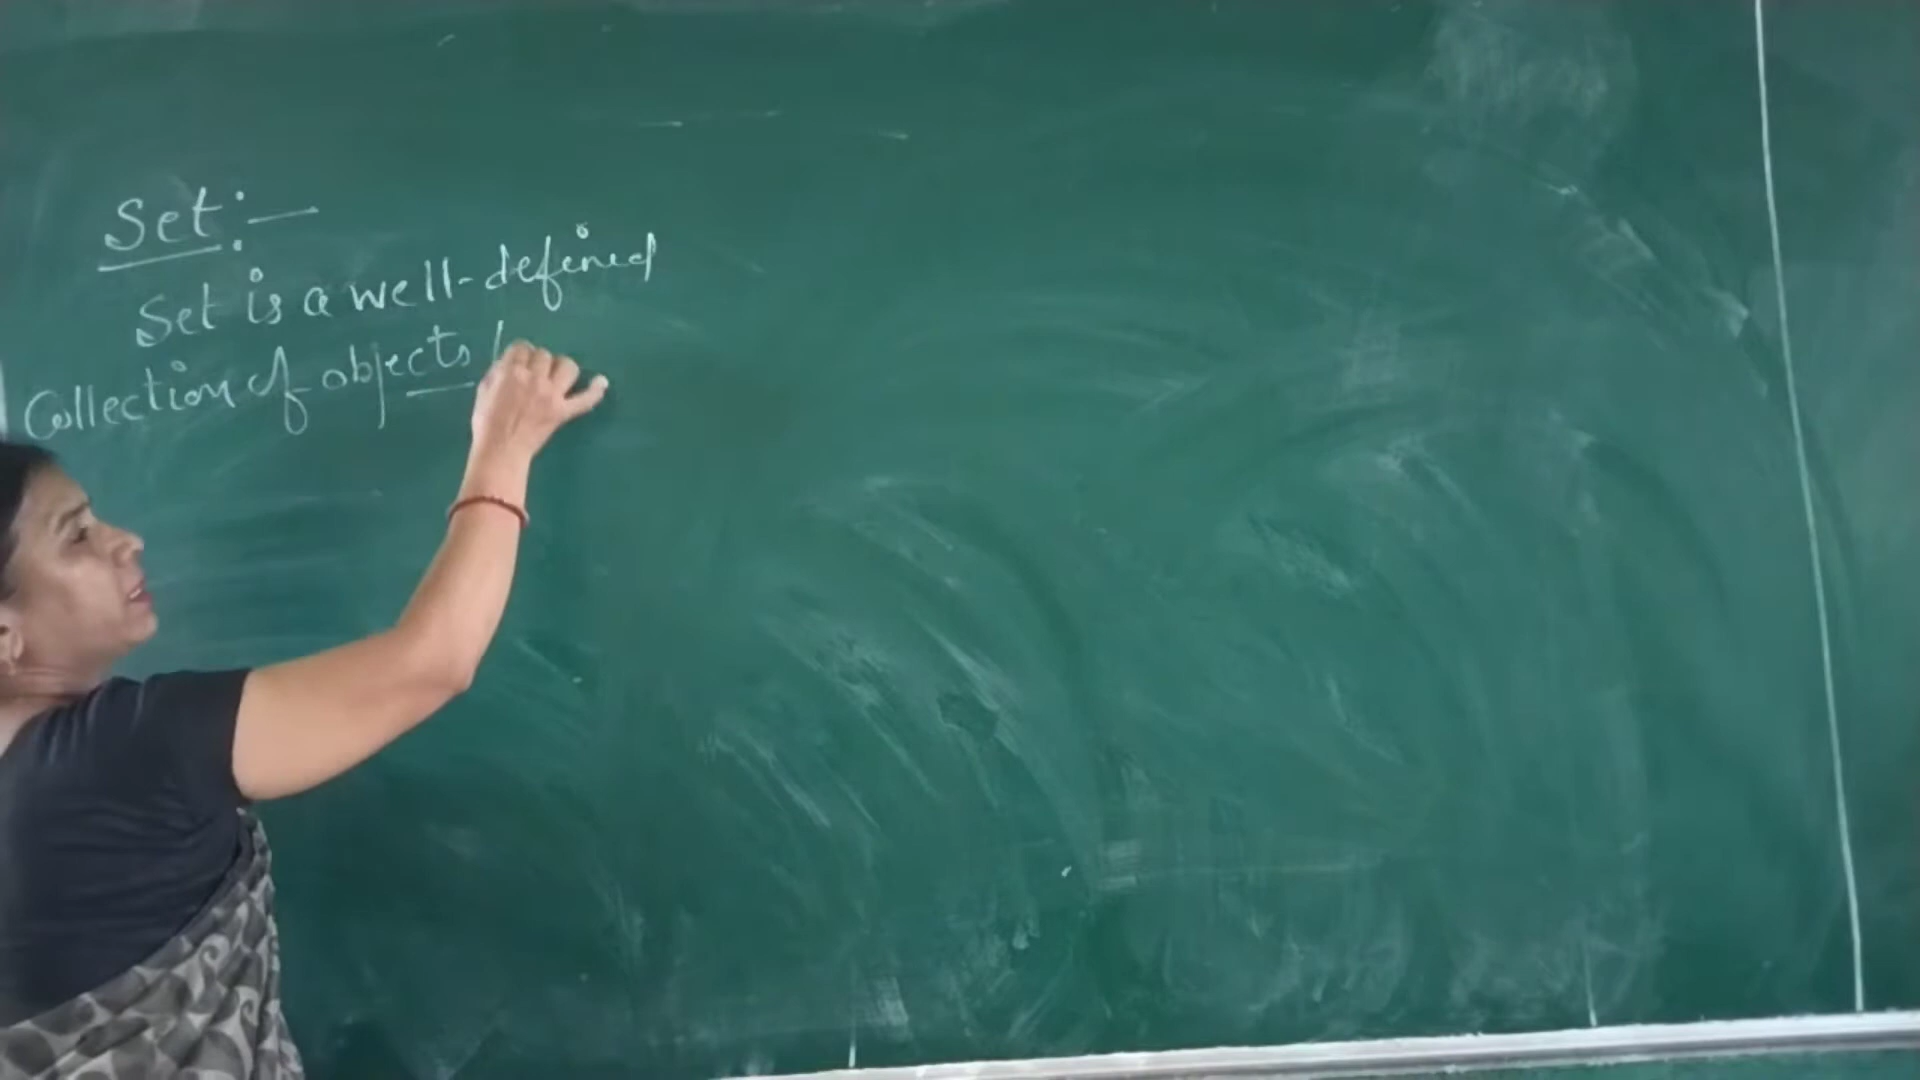 Set:-
Set is a well-defined
Collection of objects